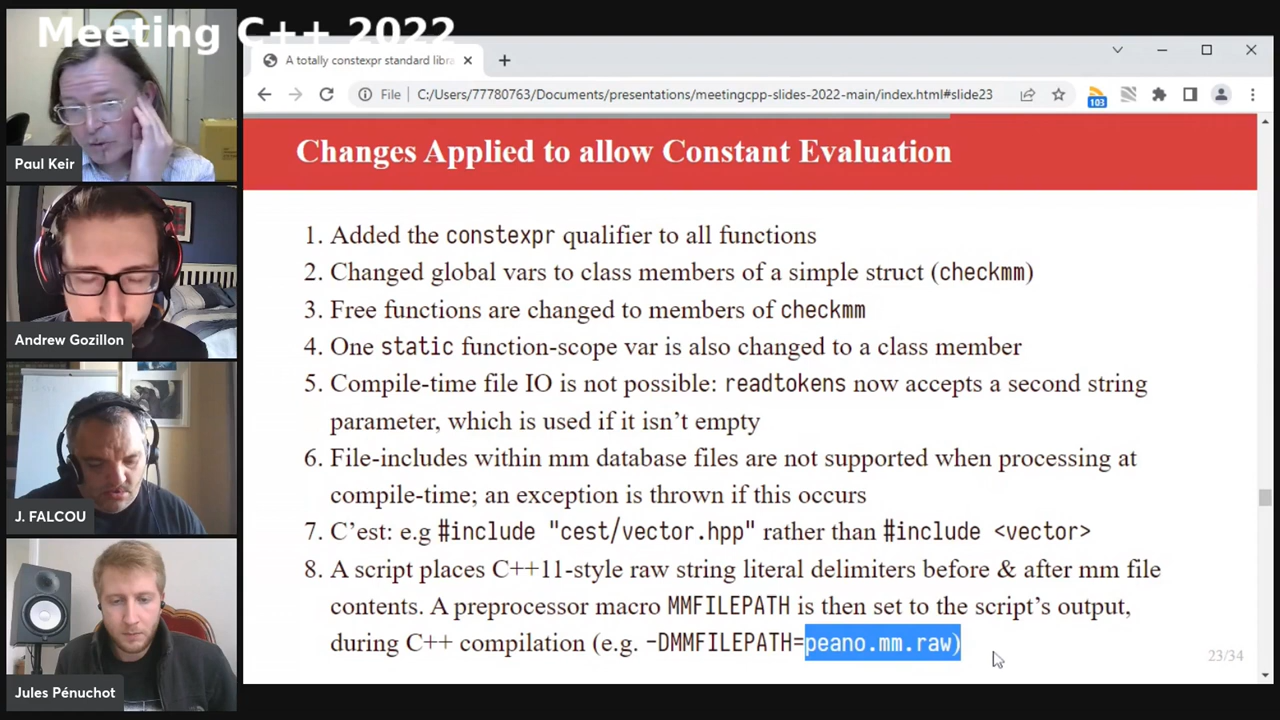 Meeting C++ 2022
Paul Keir
Andrew Gozillon
J. FALCOU
Jules Pénuchot
A totally constexpr standard libra
File | C:/Users/77780763/Documents/presentations/meetingcpp-slides-2022-main/index.html#slide23
103
Changes Applied to allow Constant Evaluation
1. Added the constexpr qualifier to all functions
2. Changed global vars to class members of a simple struct (checkmm)
3. Free functions are changed to members of checkmm
4. One static function-scope var is also changed to a class member
5. Compile-time file IO is not possible: readtokens now accepts a second string
parameter, which is used if it isn’t empty
6. File-includes within mm database files are not supported when processing at
compile-time; an exception is thrown if this occurs
7. C’est: e.g #include "cest/vector.hpp" rather than #include <vector>
8. A script places C++11-style raw string literal delimiters before & after mm file
contents. A preprocessor macro MMFILEPATH is then set to the script’s output,
during C++ compilation (e.g. -DMMFILEPATH=peano.mm.raw)
23/34